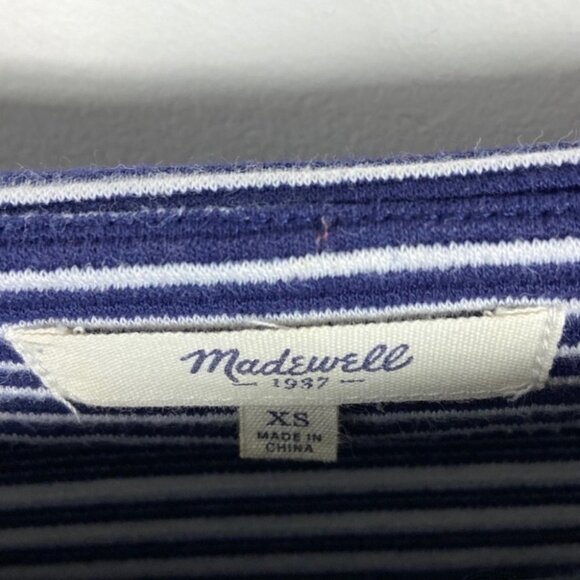 Madewell
— 1937 —
XS
MADE IN
CHINA